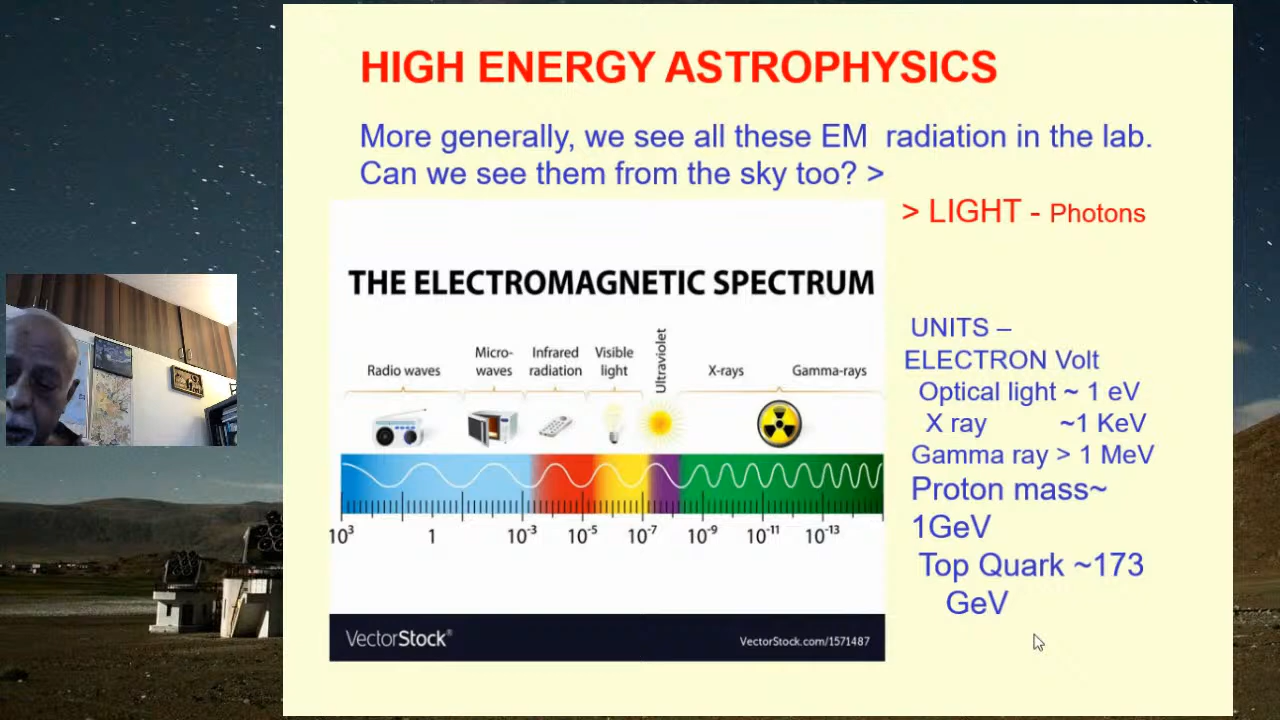 HIGH ENERGY ASTROPHYSICS
More generally, we see all these EM radiation in the lab.
Can we see them from the sky too? >
> LIGHT - Photons
THE ELECTROMAGNETIC SPECTRUM
Radio waves
Micro-
waves
Infrared
radiation
Visible
light
Ultraviolet
X-rays
Gamma-rays
10³ 1 10⁻³ 10⁻⁵ 10⁻⁷ 10⁻⁹ 10⁻¹¹ 10⁻¹³
VectorStock®
VectorStock.com/1571487
UNITS –
ELECTRON Volt
Optical light ~ 1 eV
X ray ~1 KeV
Gamma ray > 1 MeV
Proton mass~
1GeV
Top Quark ~173
GeV